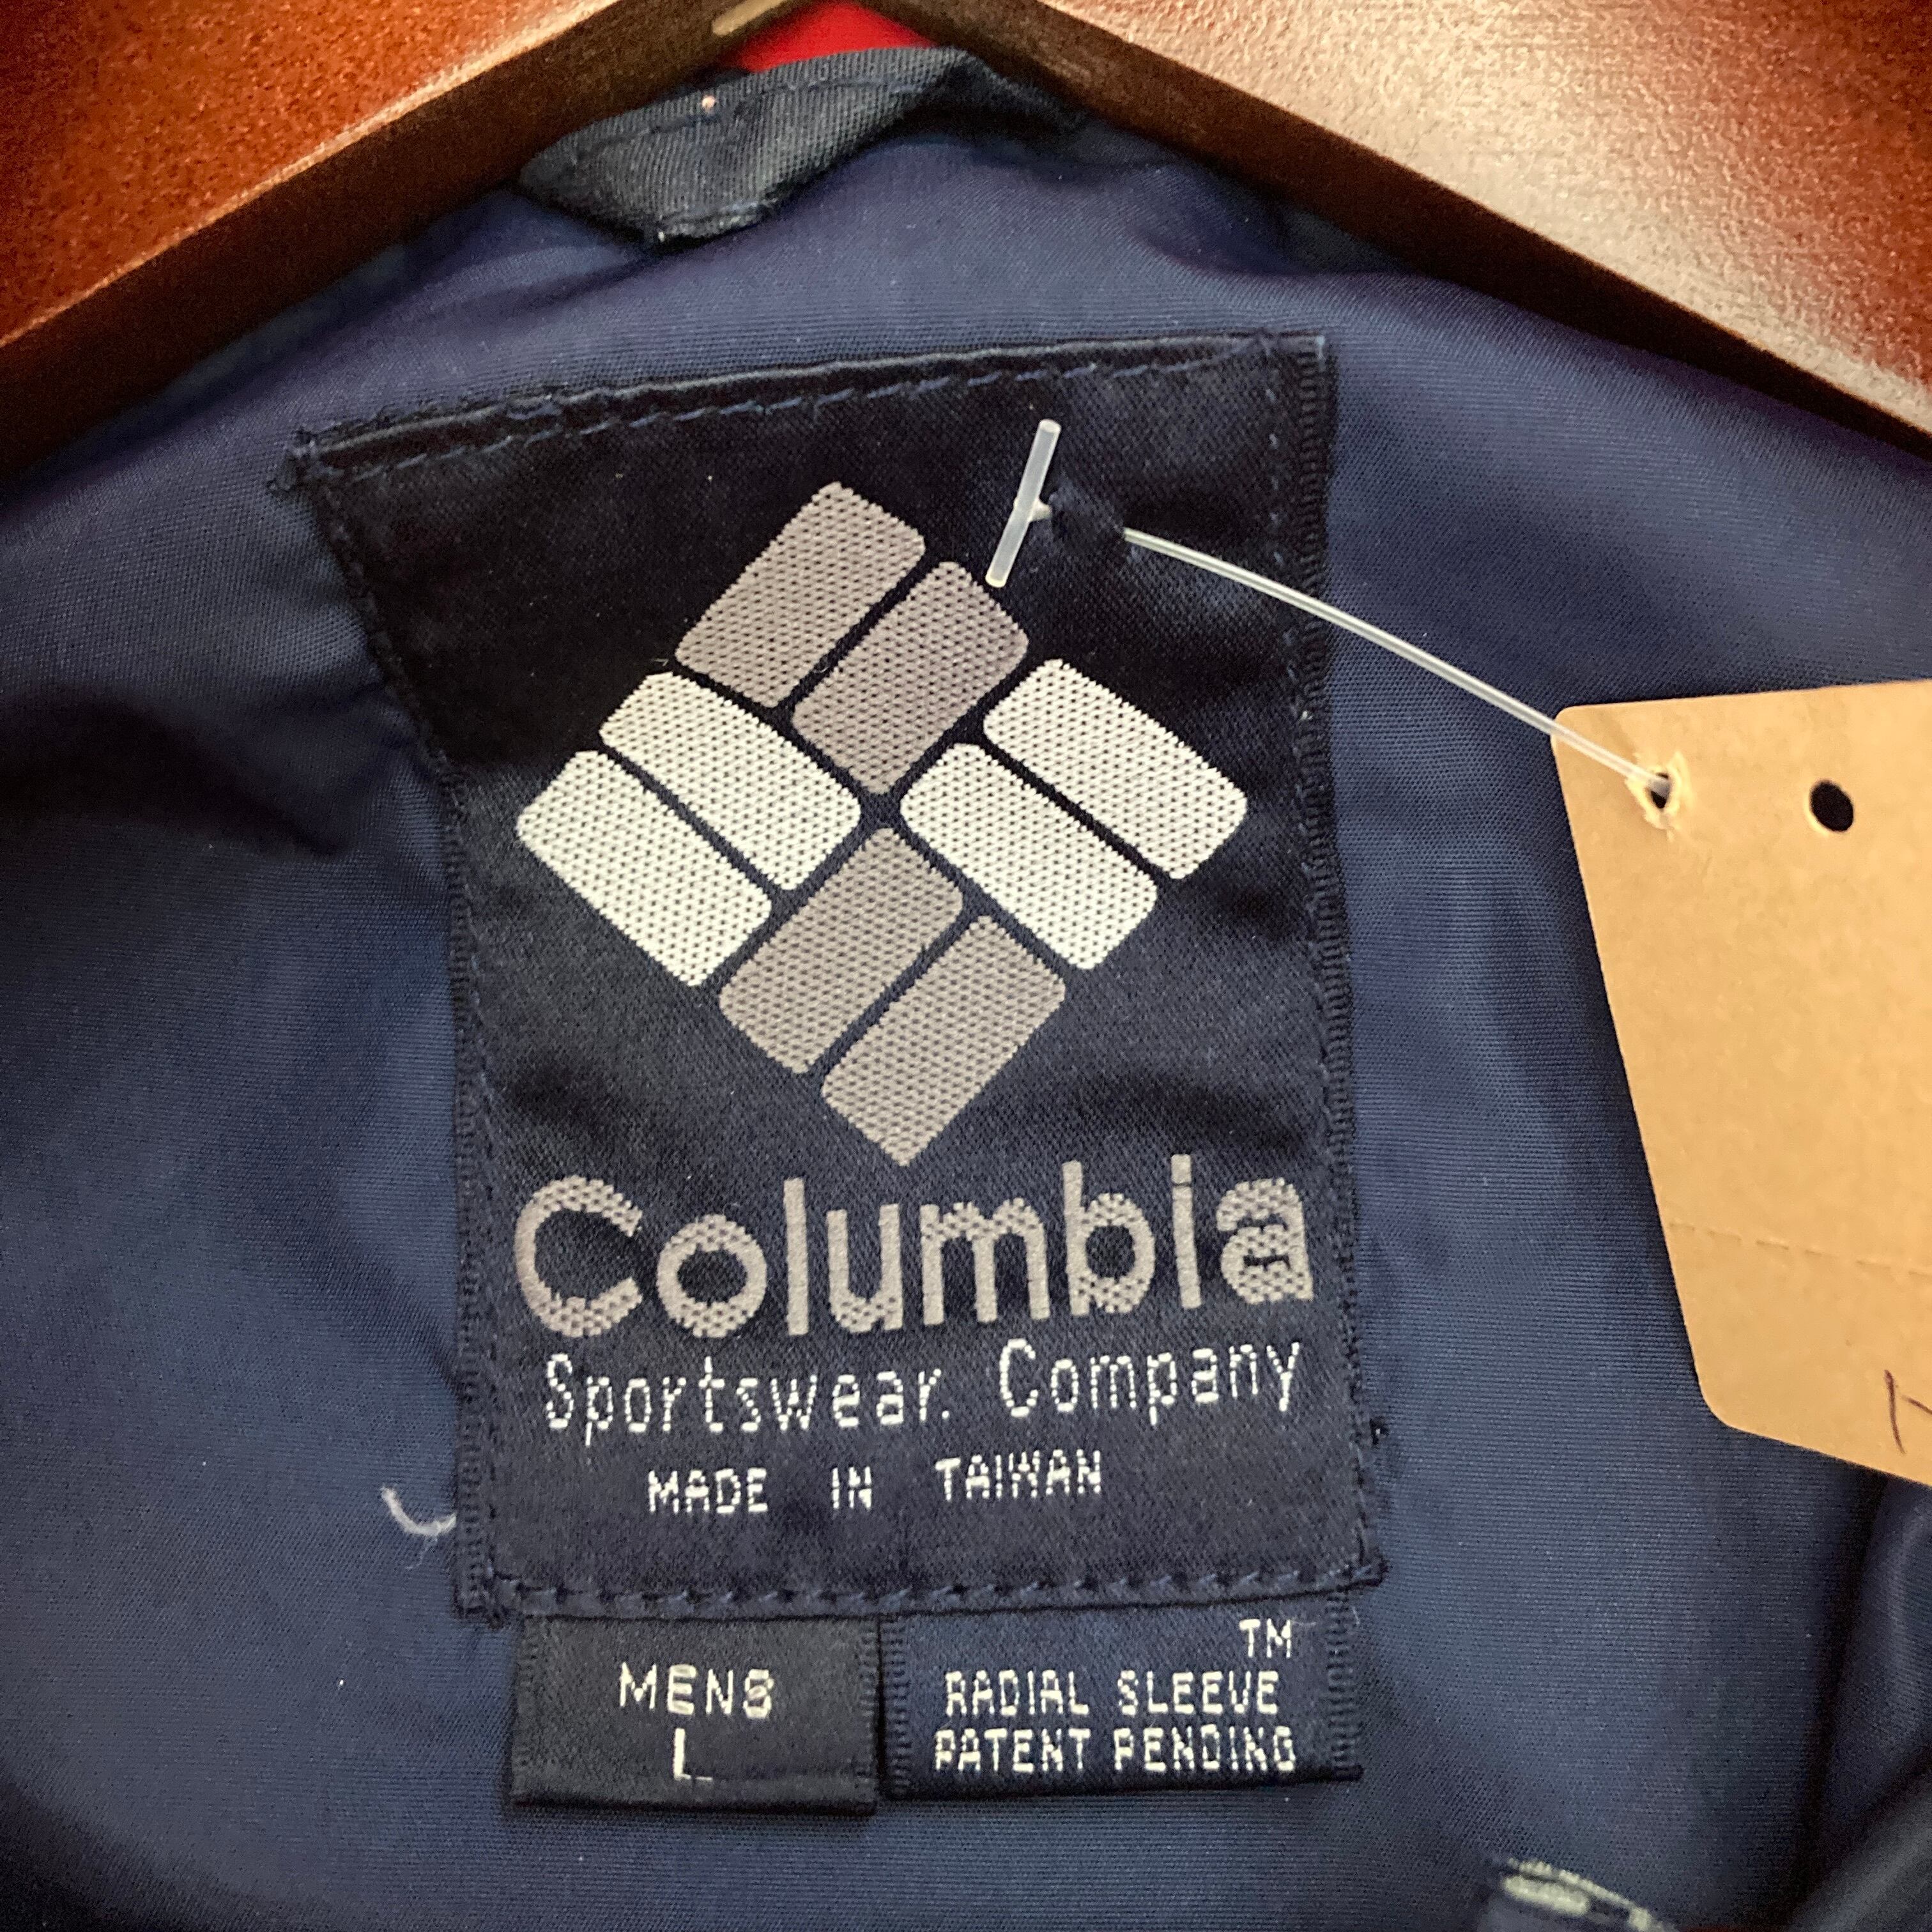 Columbia
Sportswear. Company
MADE IN TAIWAN
MENS
L
TM
RADIAL SLEEVE
PATENT PENDING